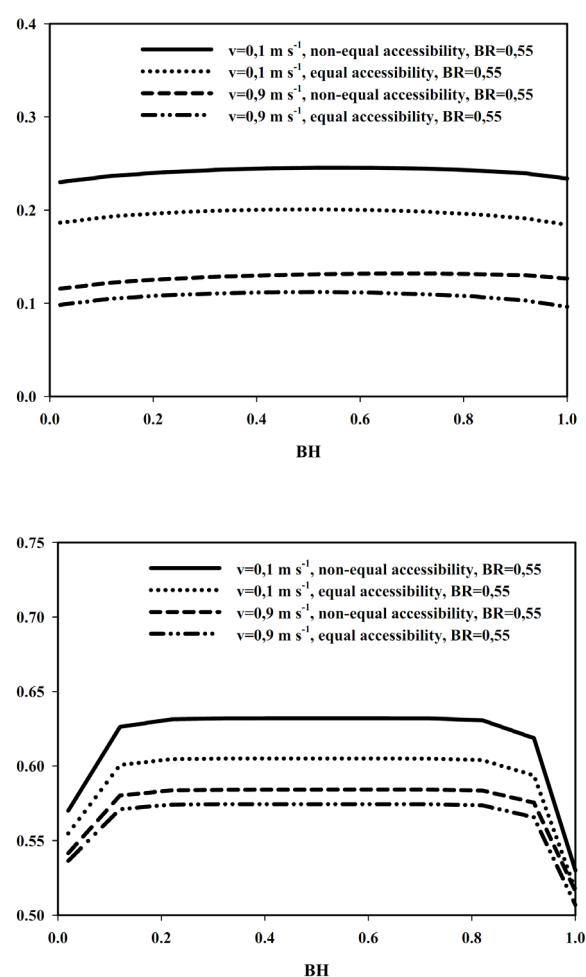 0.4
v=0,1 m s-1, non-equal accessibility, BR=0,55
v=0,1 m s-1, equal accessibility, BR=0,55
v=0,9 m s-1, non-equal accessibility, BR=0,55
v=0,9 m s-1, equal accessibility, BR=0,55
0.3
0.2
0.1
0.0
0.0 0.2 0.4 0.6 0.8 1.0
BH
0.75
v=0,1 m s-1, non-equal accessibility, BR=0,55
v=0,1 m s-1, equal accessibility, BR=0,55
v=0,9 m s-1, non-equal accessibility, BR=0,55
v=0,9 m s-1, equal accessibility, BR=0,55
0.70
0.65
0.60
0.55
0.50
0.0 0.2 0.4 0.6 0.8 1.0
BH